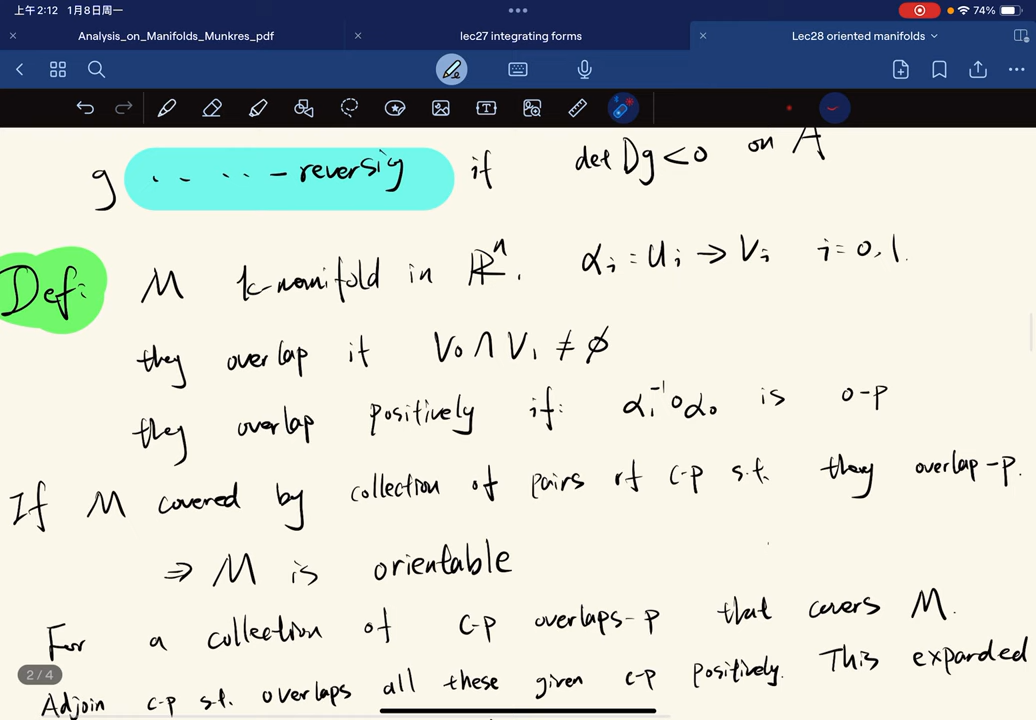 上午2:12 1月8日周一
74%
Analysis_on_Manifolds_Munkres_pdf
lec27 integrating forms
Lec28 oriented manifolds
g ‥ ‥ - reversig if det Dg < 0 on A
Def: M k-manifold in ℝⁿ. αᵢ : Uᵢ → Vᵢ i=0,1.
they overlap if V₀ ∩ V₁ ≠ ∅
they overlap positively if: α₁⁻¹ ∘ α₀ is o-p
If M covered by collection of pairs of c-p s.t. they overlap-p.
⇒ M is orientable
For a collection of c-p overlaps-p that covers M.
2/4
Adjoin c-p s.t. overlaps all these given c-p positively. This expanded